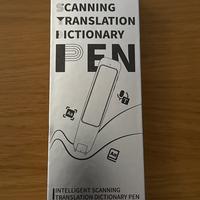 SCANNING
TRANSLATION
DICTIONARY
PEN
INTELLIGENT SCANNING
TRANSLATION DICTIONARY PEN